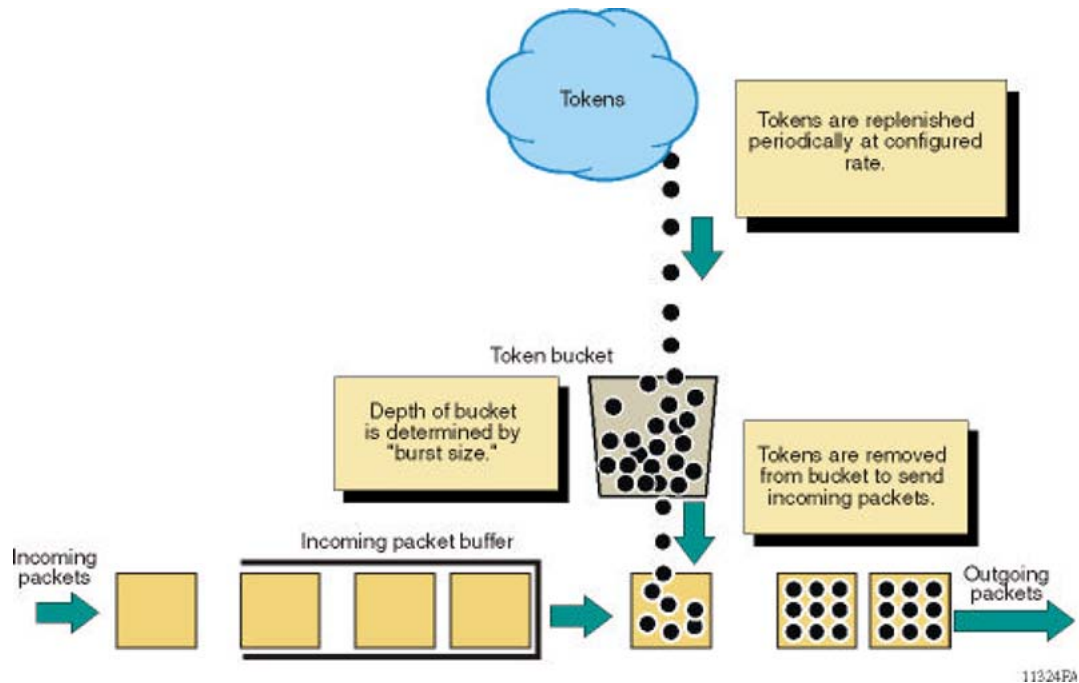 Tokens
Tokens are replenished
periodically at configured
rate.
Token bucket
Depth of bucket
is determined by
"burst size."
Tokens are removed
from bucket to send
incoming packets.
Incoming packet buffer
Incoming
packets
Outgoing
packets
11324PA